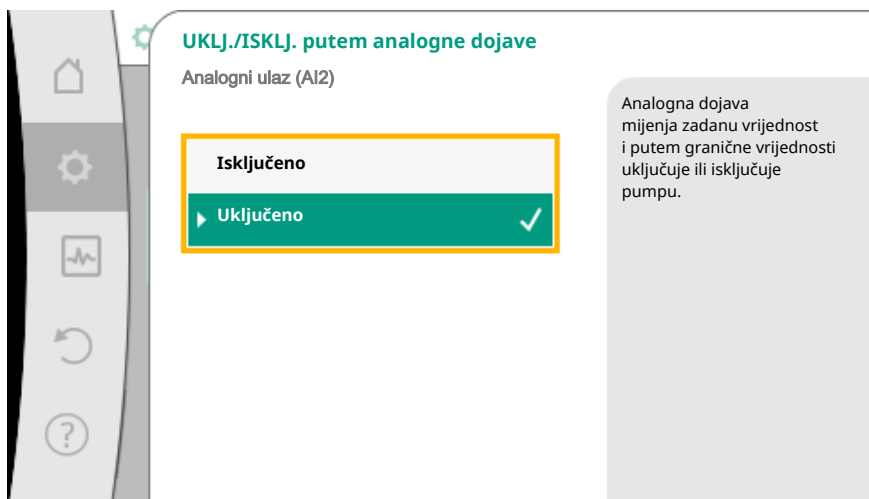 UKLJ./ISKLJ. putem analogne dojave
Analogni ulaz (AI2)
Isključeno
Uključeno
Analogna dojava
mijenja zadanu vrijednost
i putem granične vrijednosti
uključuje ili isključuje
pumpu.
?